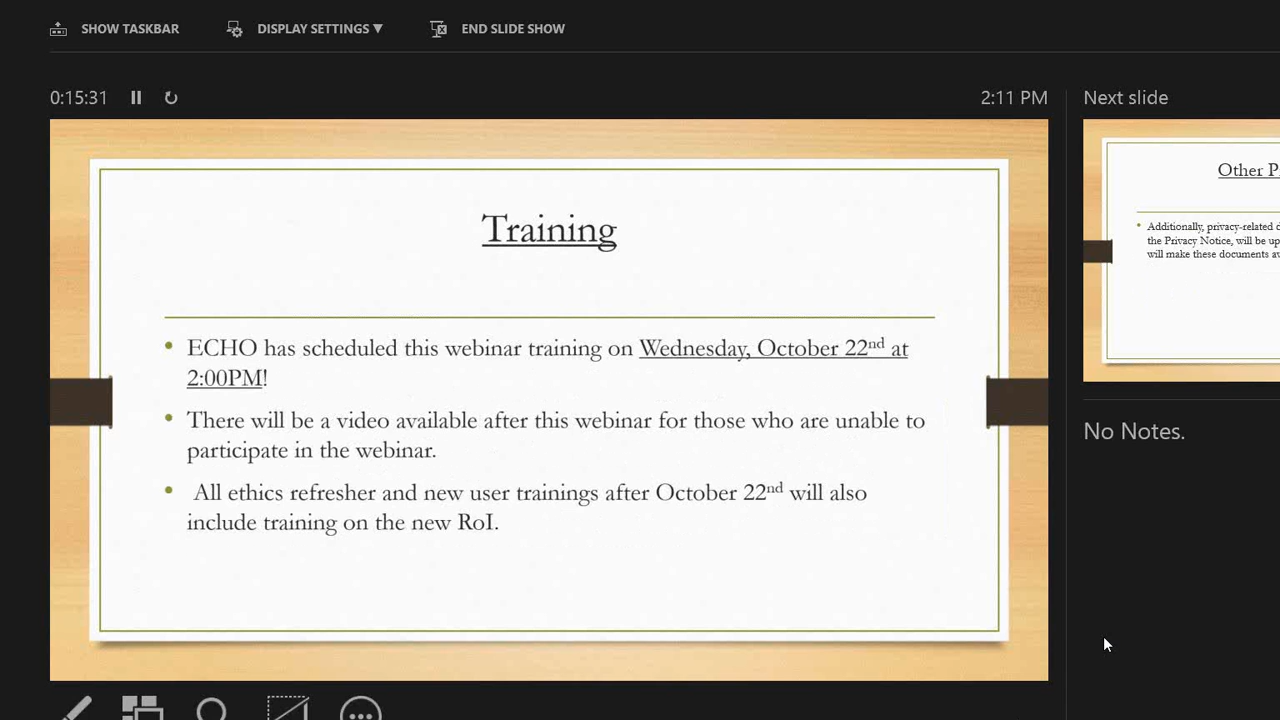 SHOW TASKBAR DISPLAY SETTINGS ▼ END SLIDE SHOW
0:15:31 2:11 PM
Training
• ECHO has scheduled this webinar training on Wednesday, October 22nd at
2:00PM!
• There will be a video available after this webinar for those who are unable to
participate in the webinar.
• All ethics refresher and new user trainings after October 22nd will also
include training on the new RoI.
Next slide
Other
• Additionally, privacy-related
the Privacy Notice, will be
will make these documents
No Notes.